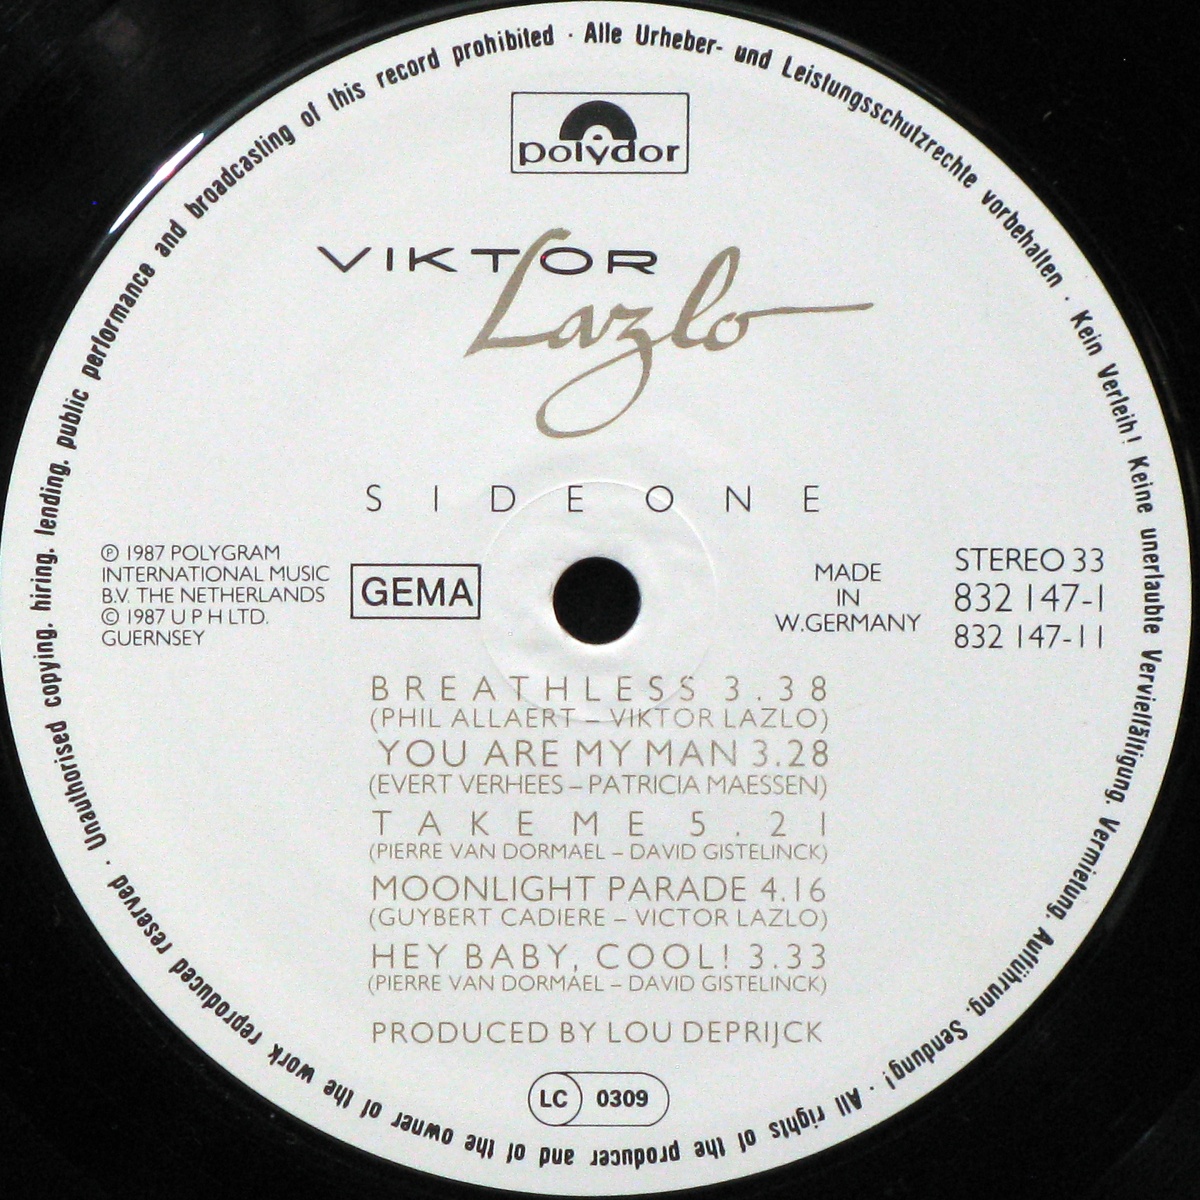 Unauthorised copying, hiring, lending, public performance and broadcasting of this record prohibited · Alle Urheber- und Leistungsschutzrechte vorbehalten · Kein Verleih! Keine unerlaubte Vervielfältigung, Vermietung, Aufführung, Sendung! · All rights of the producer and of the owner of the work reproduced reserved ·
polydor
VIKTOR
Lazlo
SIDE ONE
℗ 1987 POLYGRAM
INTERNATIONAL MUSIC
B.V. THE NETHERLANDS
© 1987 U P H LTD.
GUERNSEY
GEMA
MADE
IN
W.GERMANY
STEREO 33
832 147-1
832 147-11
BREATHLESS 3.38
(PHIL ALLAERT – VIKTOR LAZLO)
YOU ARE MY MAN 3.28
(EVERT VERHEES – PATRICIA MAESSEN)
TAKE ME 5.21
(PIERRE VAN DORMAEL – DAVID GISTELINCK)
MOONLIGHT PARADE 4.16
(GUYBERT CADIERE – VICTOR LAZLO)
HEY BABY, COOL! 3.33
(PIERRE VAN DORMAEL – DAVID GISTELINCK)
PRODUCED BY LOU DEPRIJCK
LC 0309